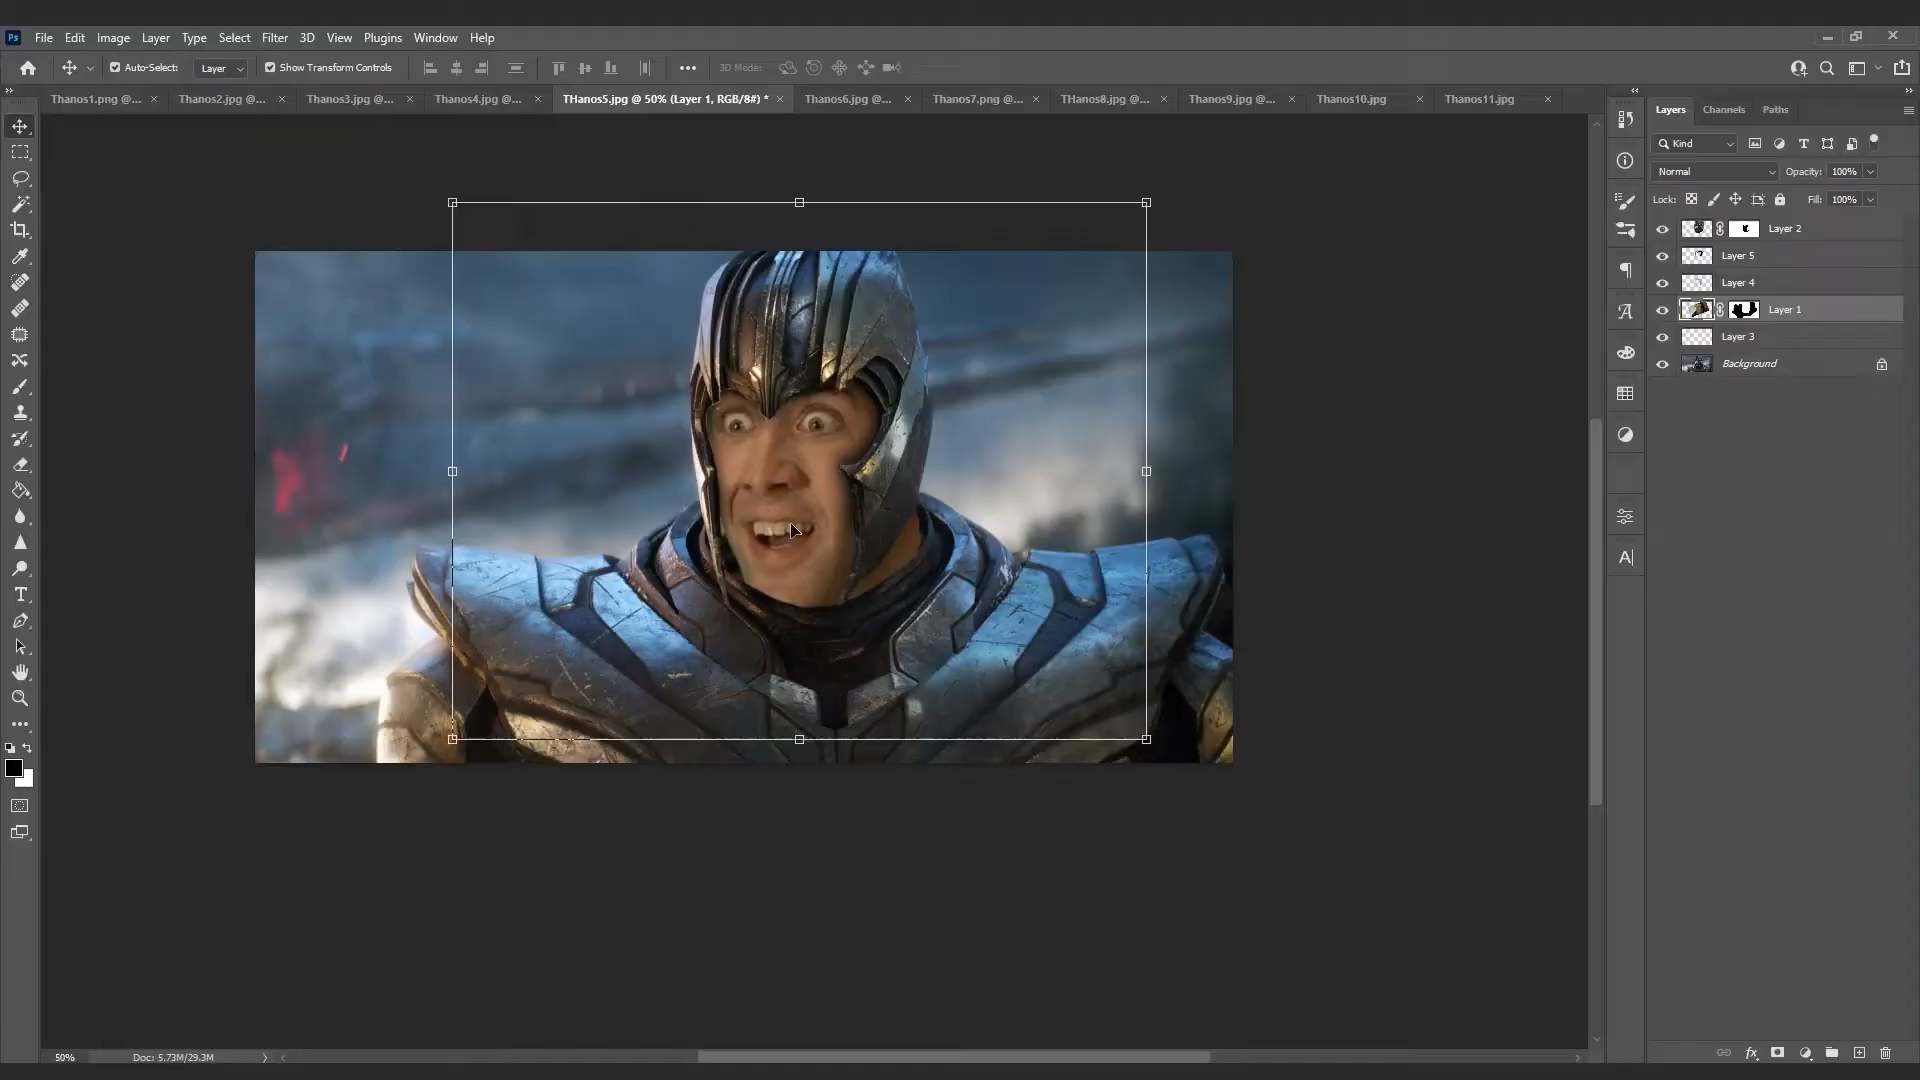 Ps File Edit Image Layer Type Select Filter 3D View Plugins Window Help
Auto-Select: Layer Show Transform Controls 3D Mode:
Thanos1.png @... Thanos2.jpg @... Thanos3.jpg @... Thanos4.jpg @... THanos5.jpg @ 50% (Layer 1, RGB/8#) * Thanos6.jpg @... Thanos7.png @... THanos8.jpg @... Thanos9.jpg @... Thanos10.jpg Thanos11.jpg
Layers Channels Paths
Kind
Normal Opacity: 100%
Lock: Fill: 100%
Layer 2
Layer 5
Layer 4
Layer 1
Layer 3
Background
50% Doc: 5.73M/29.3M